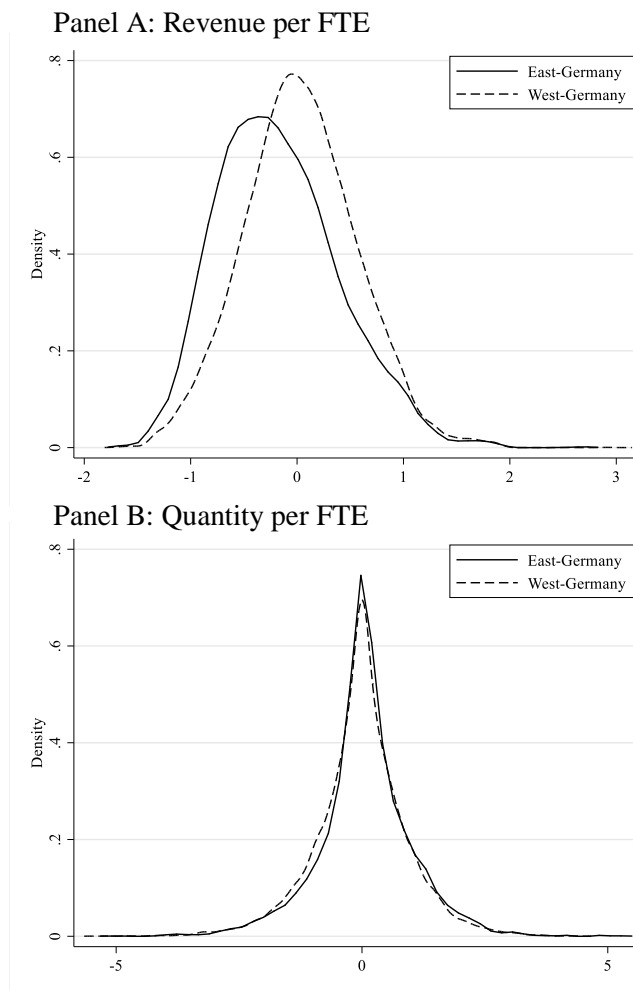 Panel A: Revenue per FTE
East-Germany
West-Germany
Density
.8
.6
.4
.2
0
-2 -1 0 1 2 3
Panel B: Quantity per FTE
East-Germany
West-Germany
Density
.8
.6
.4
.2
0
-5 0 5